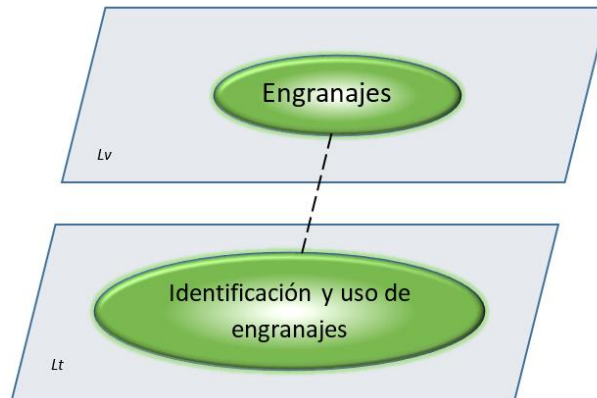 Engranajes
Lv
Identificación y uso de
engranajes
Lt